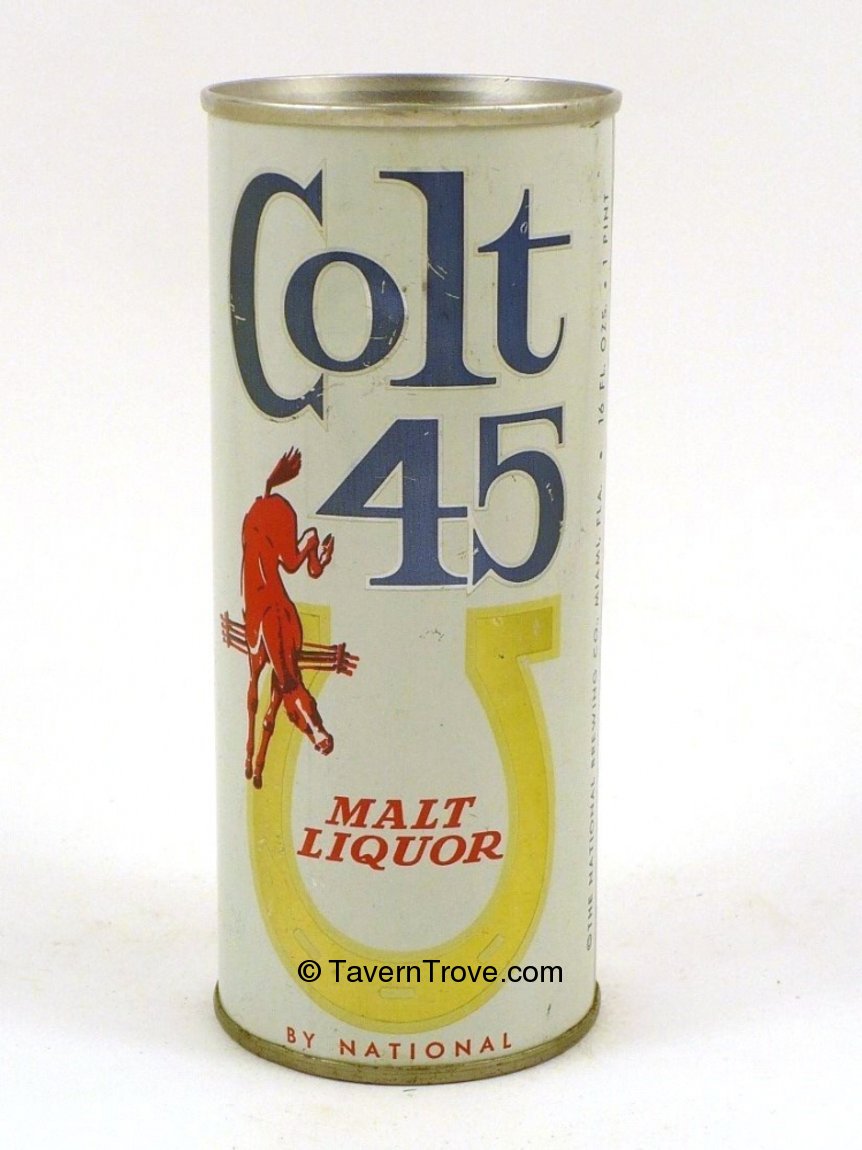 Colt
45
MALT
LIQUOR
BY NATIONAL
©THE NATIONAL BREWING CO., MIAMI, FLA. • 16 FL. OZS. • 1 PINT
© TavernTrove.com